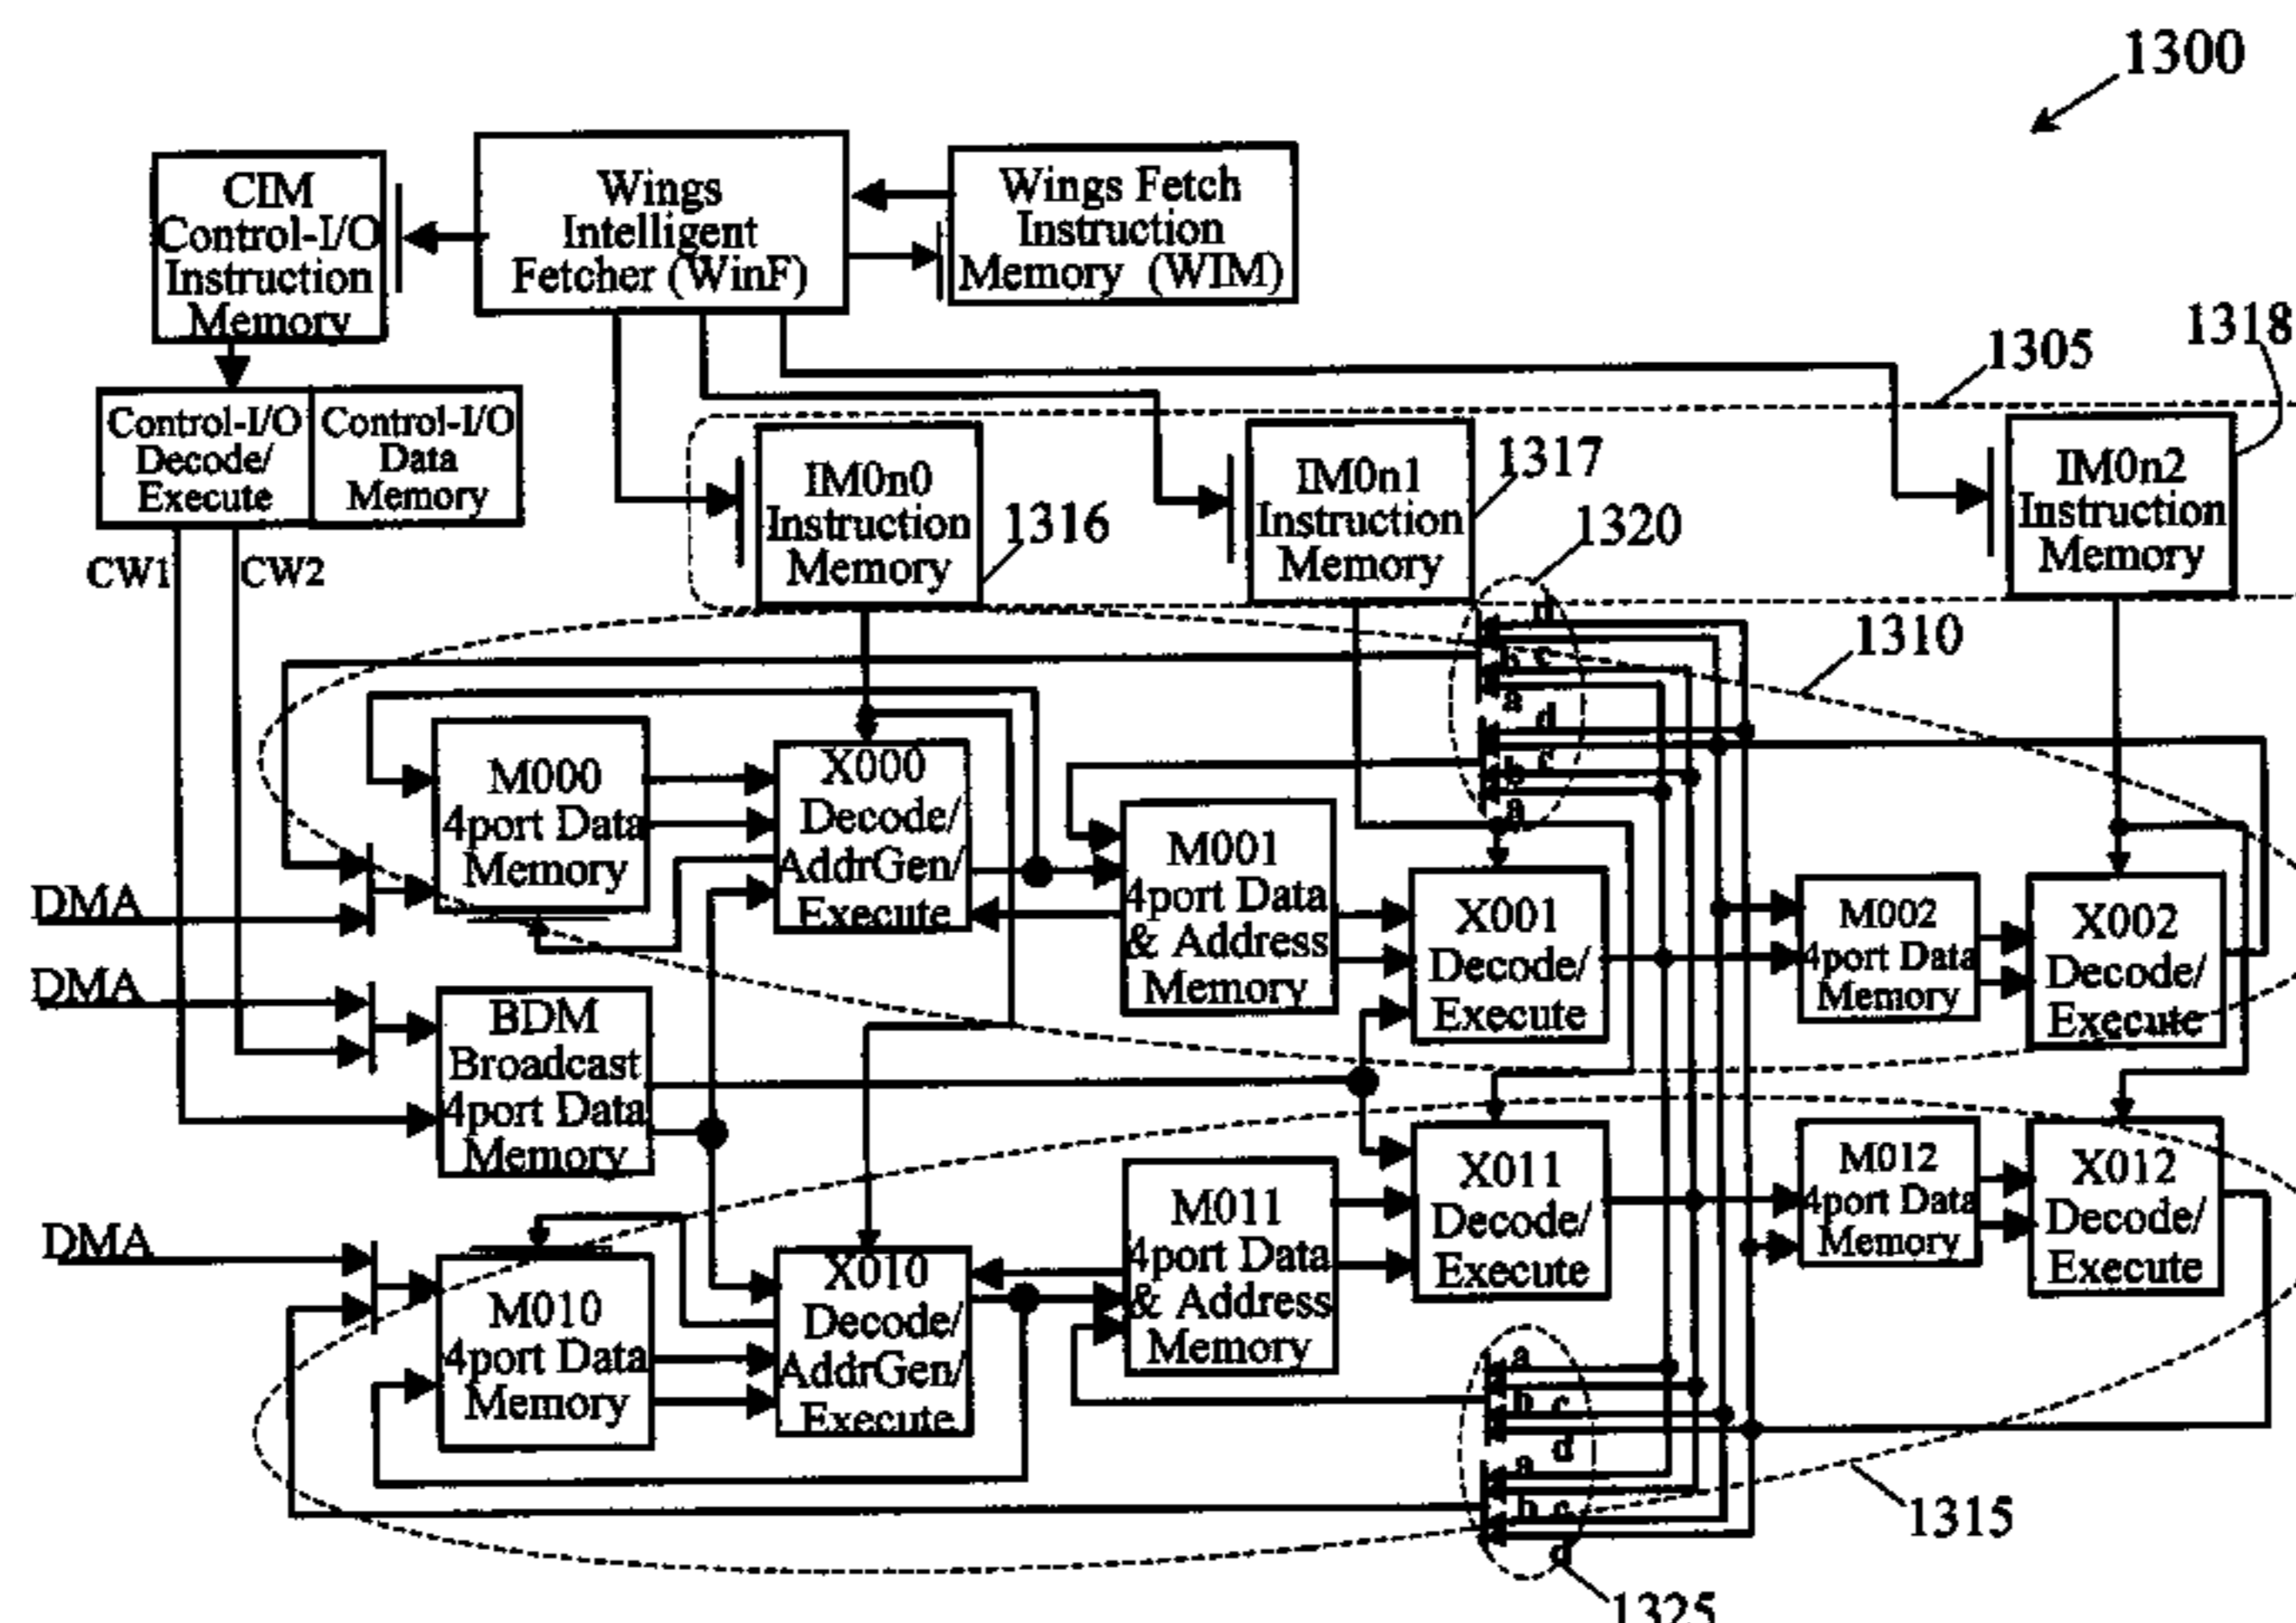 1300
CIM
Control-I/O
Instruction
Memory
Wings
Intelligent
Fetcher (WinF)
Wings Fetch
Instruction
Memory (WIM)
1305
1318
Control-I/O
Decode/
Execute
Control-I/O
Data
Memory
IM0n0
Instruction
Memory
1316
IM0n1
Instruction
Memory
1317
1320
IM0n2
Instruction
Memory
CW1
CW2
d
b c
a
d
b c
a
1310
M000
4port Data
Memory
X000
Decode/
AddrGen/
Execute
M001
4port Data
& Address
Memory
X001
Decode/
Execute
M002
4port Data
Memory
X002
Decode/
Execute
DMA
DMA
BDM
Broadcast
4port Data
Memory
DMA
M010
4port Data
Memory
X010
Decode/
AddrGen/
Execute
M011
4port Data
& Address
Memory
X011
Decode/
Execute
M012
4port Data
Memory
X012
Decode/
Execute
a
b c
d
a
b c
d
1315
1325